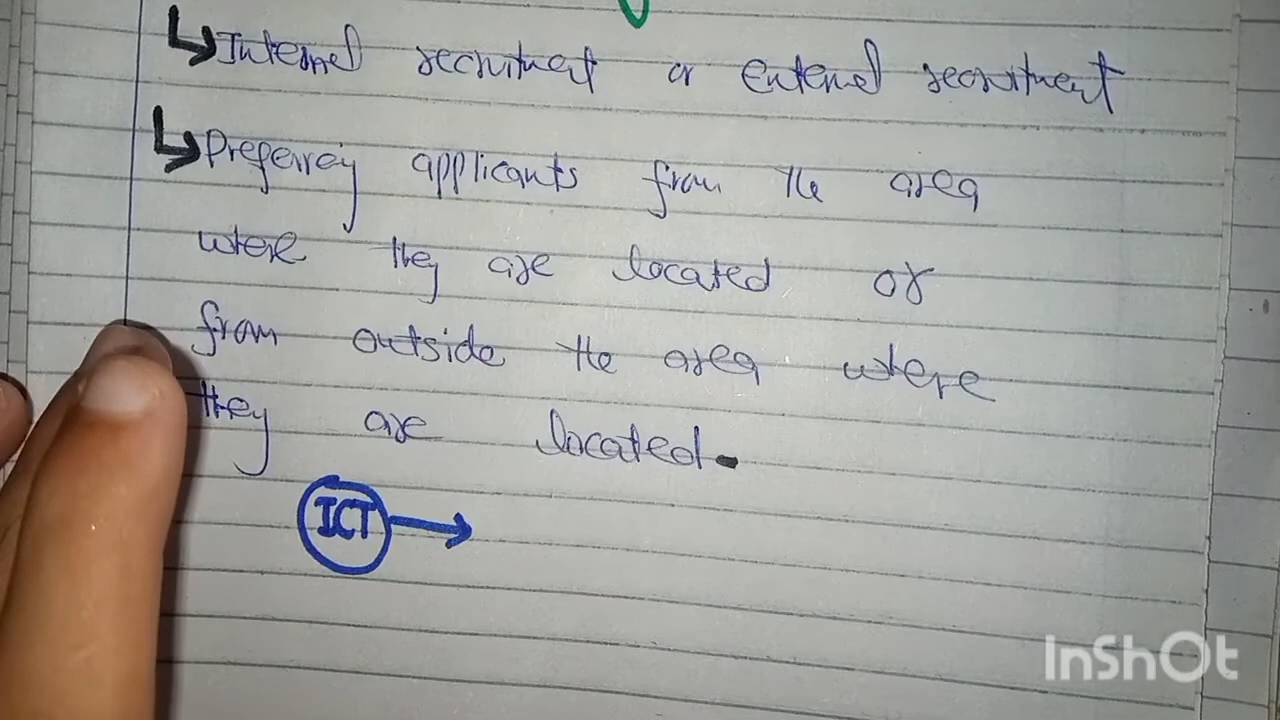 ↳ Internal recruitment or external recruitment
↳ Preferring applicants from the area
where they are located or
from outside the area where
they are located.
ICT →
InShOt